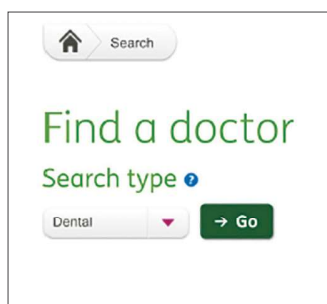 Search
Find a doctor
Search type ?
Dental
→ Go